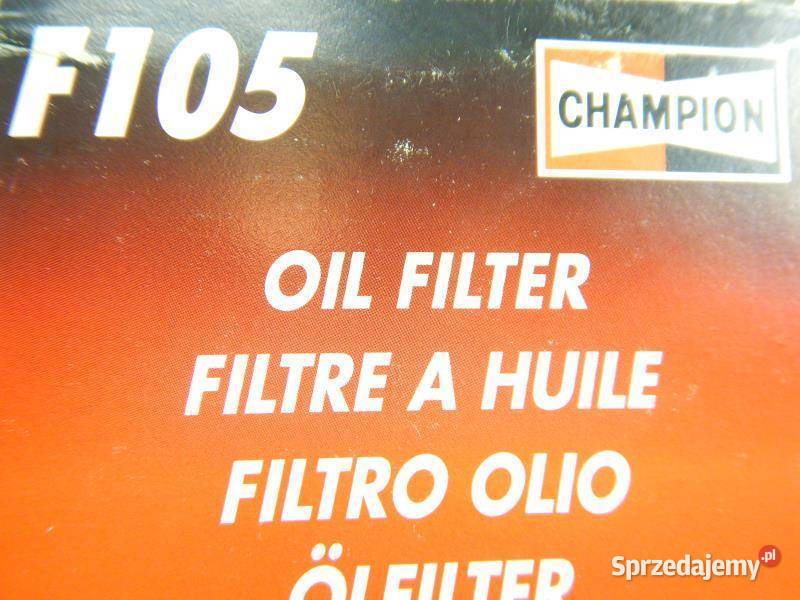 F105
CHAMPION
OIL FILTER
FILTRE A HUILE
FILTRO OLIO
ÖLFILTER
Sprzedajemy.pl